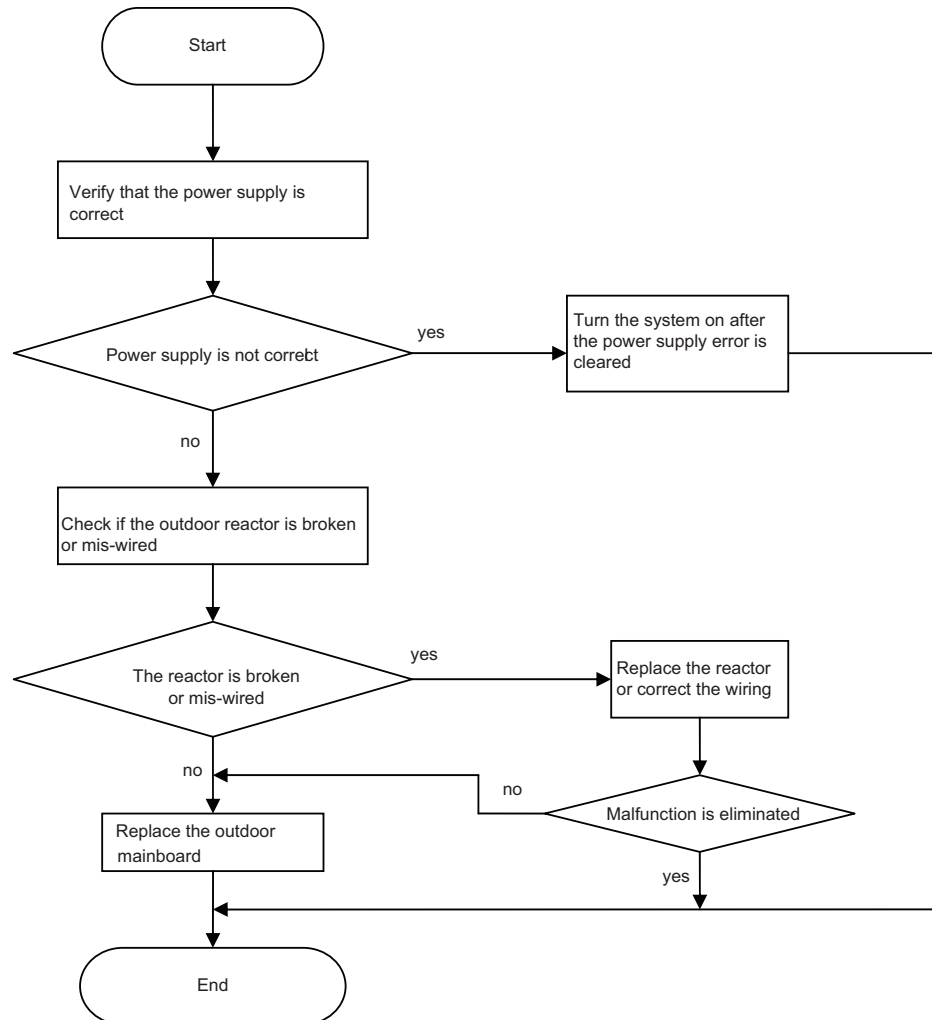 Start
Verify that the power supply is
correct
Power supply is not correct
yes
Turn the system on after
the power supply error is
cleared
no
Check if the outdoor reactor is broken
or mis-wired
The reactor is broken
or mis-wired
yes
Replace the reactor
or correct the wiring
no
no
Malfunction is eliminated
Replace the outdoor
mainboard
yes
End